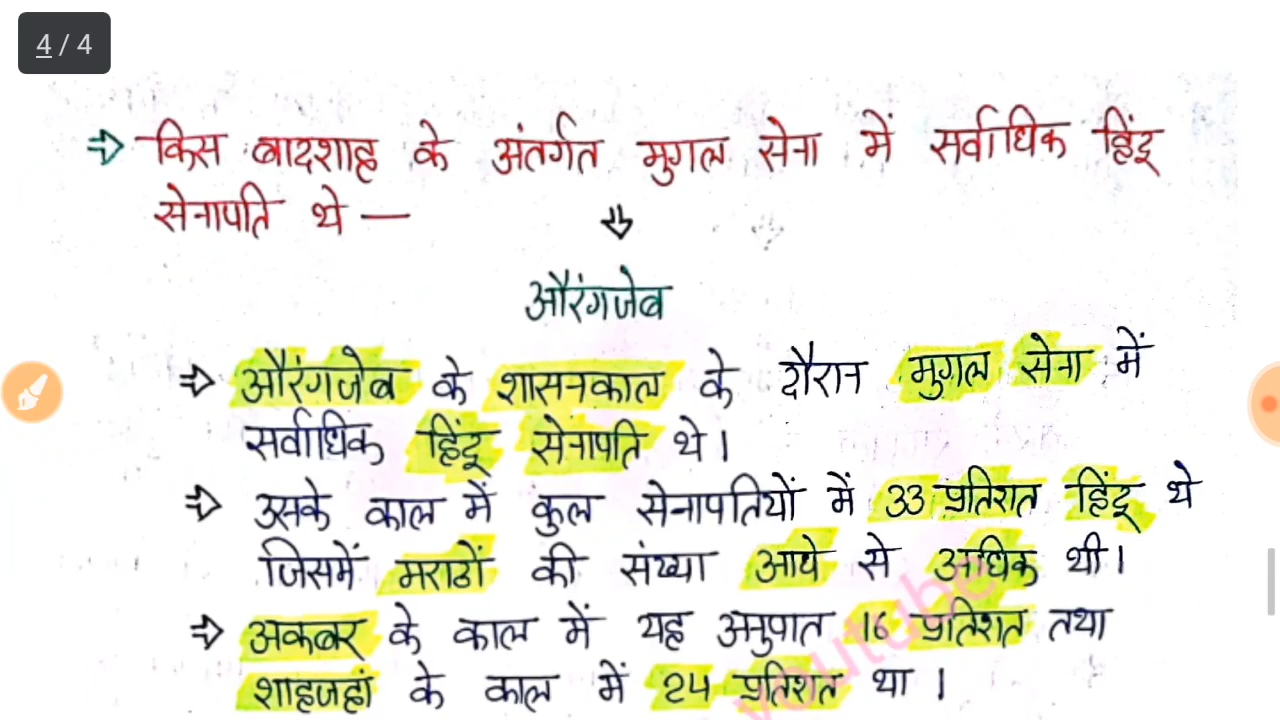 4 / 4
⇒ किस बादशाह के अंतर्गत मुगल सेना में सर्वाधिक हिंदू
सेनापति थे —
⇓
औरंगजेब
⇒ औरंगजेब के शासनकाल के दौरान मुगल सेना में
सर्वाधिक हिंदू सेनापति थे।
⇒ उसके काल में कुल सेनापतियों में 33 प्रतिशत हिंदू थे
जिसमें मराठों की संख्या आधे से अधिक थी।
⇒ अकबर के काल में यह अनुपात 16 प्रतिशत तथा
शाहजहां के काल में 24 प्रतिशत था।
youtube